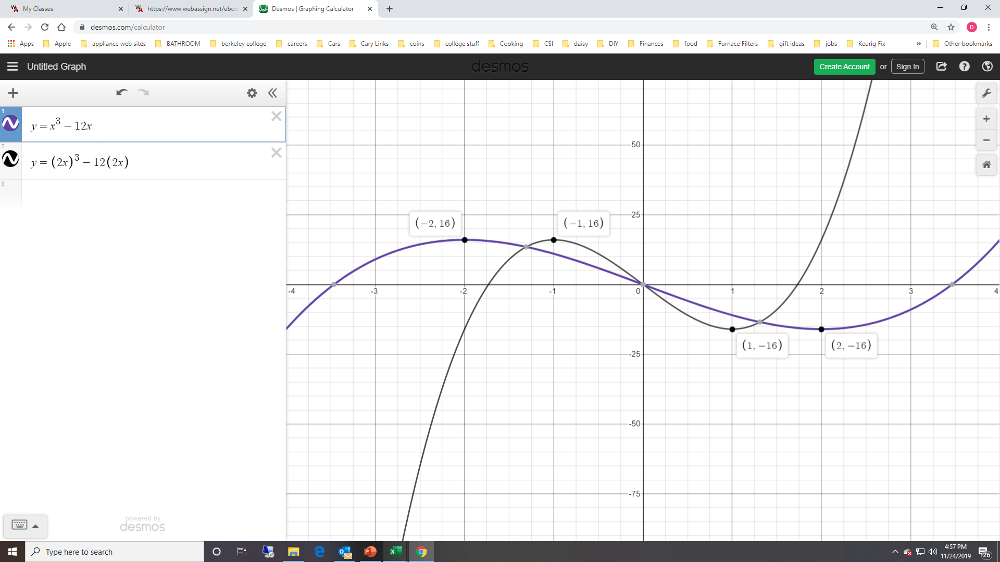 My Classes
https://www.webassign.net/eboo
Desmos | Graphing Calculator
desmos.com/calculator
D
Apps
Apple
appliance web sites
BATHROOM
berkeley college
careers
Cars
Cary Links
coins
college stuff
Cooking
CSI
daisy
DIY
Finances
food
Furnace Filters
gift ideas
jobs
Keurig Fix
»
Other bookmarks
Untitled Graph
desmos
Create Account
or
Sign In
1
y = x³ − 12x
2
y = (2x)³ − 12(2x)
3
50
25
(−2, 16)
(−1, 16)
-4
-3
-2
-1
0
1
2
3
4
(1, −16)
(2, −16)
-25
-50
-75
powered by
desmos
Type here to search
4:57 PM
11/24/2019
26